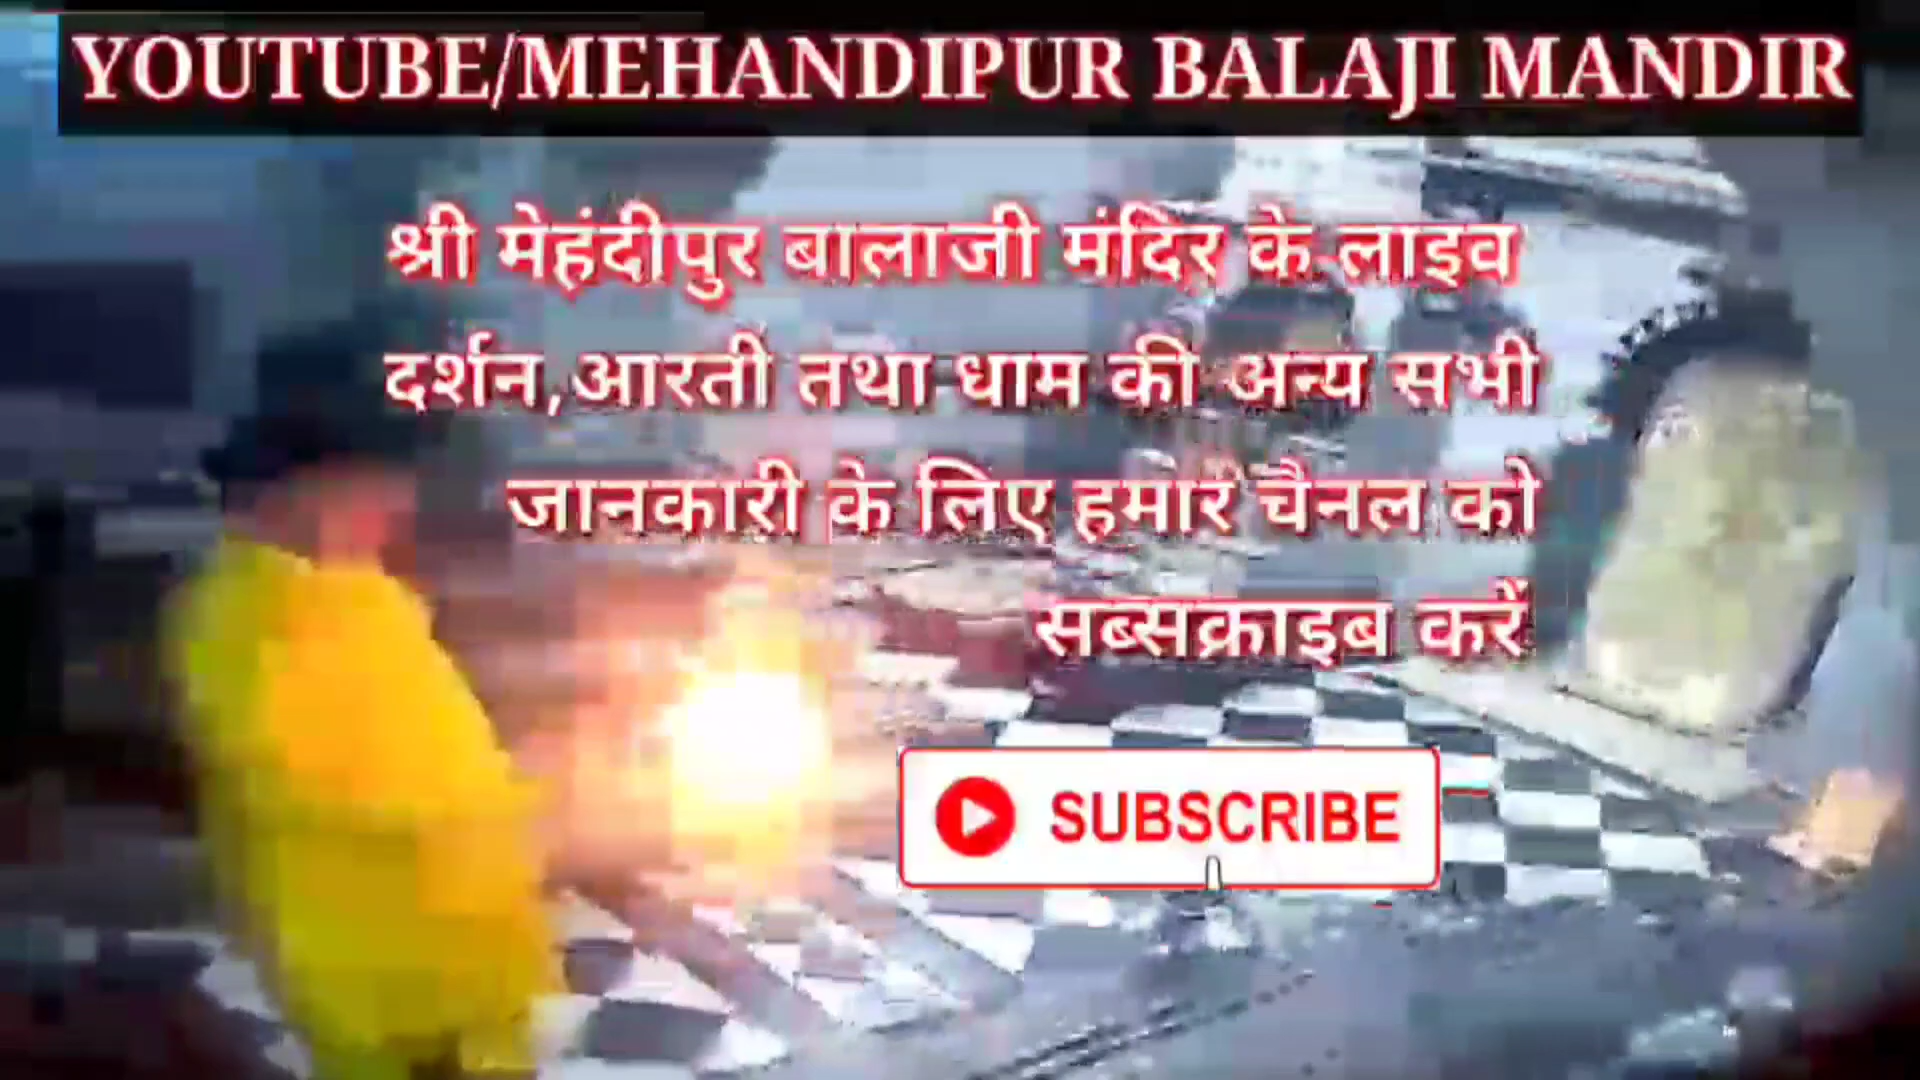 YOUTUBE/MEHANDIPUR BALAJI MANDIR
श्री मेहंदीपुर बालाजी मंदिर के लाइव
दर्शन,आरती तथा धाम की अन्य सभी
जानकारी के लिए हमारे चैनल को
सब्सक्राइब करें
SUBSCRIBE